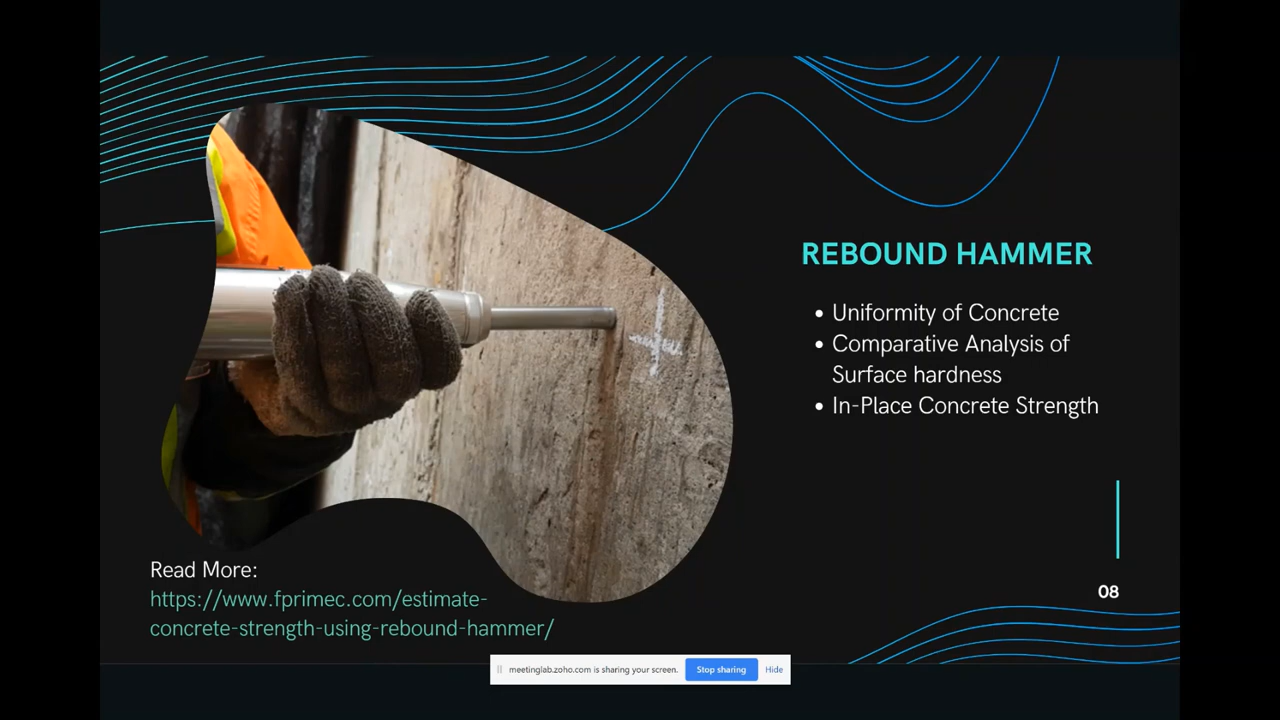 REBOUND HAMMER
• Uniformity of Concrete
• Comparative Analysis of
Surface hardness
• In-Place Concrete Strength
Read More:
https://www.fprimec.com/estimate-
concrete-strength-using-rebound-hammer/
08
meetinglab.zoho.com is sharing your screen.
Stop sharing
Hide